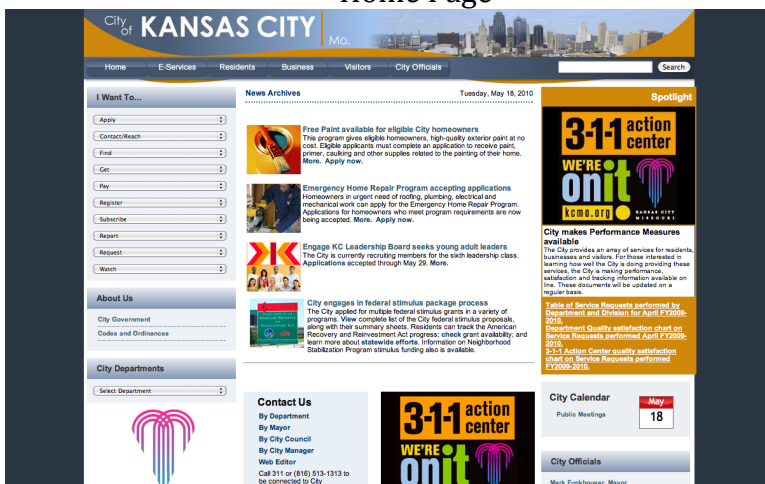 Home Page
City of KANSAS CITY Mo.
Home E-Services Residents Business Visitors City Officials Search
I Want To...
Apply
Contact/Reach
Find
Get
Pay
Register
Subscribe
Report
Request
Watch
About Us
City Government
Codes and Ordinances
City Departments
Select Department
News Archives Tuesday, May 18, 2010
Free Paint available for eligible City homeowners
This program gives eligible homeowners, high-quality exterior paint at no
cost. Eligible applicants must complete an application to receive paint,
primer, caulking and other supplies related to the painting of their home.
More. Apply now.
Emergency Home Repair Program accepting applications
Homeowners in urgent need of roofing, plumbing, electrical and
mechanical work can apply for the Emergency Home Repair Program.
Applications for homeowners who meet program requirements are now
being accepted. More. Apply now.
Engage KC Leadership Board seeks young adult leaders
The City is currently recruiting members for the sixth leadership class.
Applications accepted through May 29. More.
City engages in federal stimulus package process
The City applied for multiple federal stimulus grants in a variety of
programs. View complete list of the City federal stimulus proposals,
along with their summary sheets. Residents can track the American
Recovery and Reinvestment Act progress; check grant availability; and
learn more about statewide efforts. Information on Neighborhood
Stabilization Program stimulus funding also is available.
Contact Us
By Department
By Mayor
By City Council
By City Manager
Web Editor
Call 311 or (816) 513-1313 to
be connected to City
3-1-1 action
center
WE'RE
on it
Spotlight
3-1-1 action
center
WE'RE
on it!
kcmo.org
KANSAS CITY
MISSOURI
City makes Performance Measures
available
The City provides an array of services for residents,
businesses and visitors. For those interested in
learning how well the City is doing providing these
services, the City is making performance,
satisfaction and tracking information available on
line. These documents will be updated on a
regular basis.
Table of Service Requests performed by
Department and Division for April FY2009-
2010.
Department Quality satisfaction chart on
Service Requests performed April FY2009-
2010.
3-1-1 Action Center quality satisfaction
chart on Service Requests performed
FY2009-2010.
City Calendar
Public Meetings
May
18
City Officials
Mark Funkhouser, Mayor